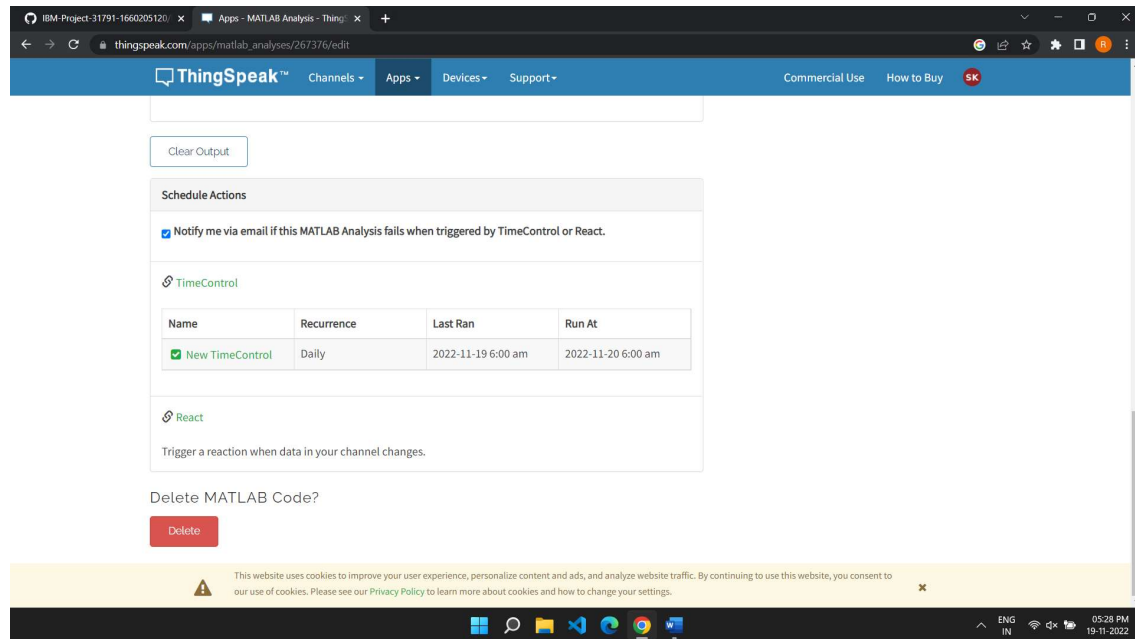 IBM-Project-31791-1660205120/
Apps - MATLAB Analysis - Thing
thingspeak.com/apps/matlab_analyses/267376/edit
R
ThingSpeak™ Channels Apps Devices Support Commercial Use How to Buy SK
Clear Output
Schedule Actions
Notify me via email if this MATLAB Analysis fails when triggered by TimeControl or React.
TimeControl
Name Recurrence Last Ran Run At
New TimeControl Daily 2022-11-19 6:00 am 2022-11-20 6:00 am
React
Trigger a reaction when data in your channel changes.
Delete MATLAB Code?
Delete
This website uses cookies to improve your user experience, personalize content and ads, and analyze website traffic. By continuing to use this website, you consent to
our use of cookies. Please see our Privacy Policy to learn more about cookies and how to change your settings.
ENG 05:28 PM
IN 19-11-2022